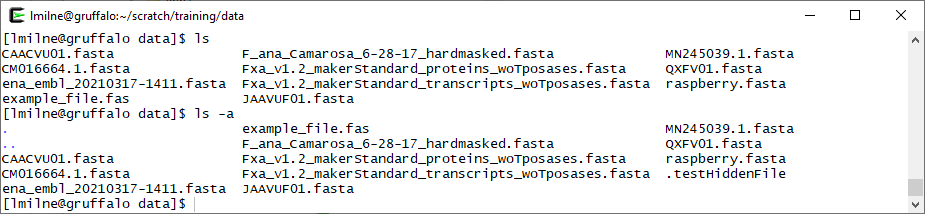 lmilne@gruffalo:~/scratch/training/data
[lmilne@gruffalo data]$ ls
CAACVU01.fasta F_ana_Camarosa_6-28-17_hardmasked.fasta MN245039.1.fasta
CM016664.1.fasta Fxa_v1.2_makerStandard_proteins_woTposases.fasta QXFV01.fasta
ena_embl_20210317-1411.fasta Fxa_v1.2_makerStandard_transcripts_woTposases.fasta raspberry.fasta
example_file.fas JAAVUF01.fasta
[lmilne@gruffalo data]$ ls -a
. example_file.fas MN245039.1.fasta
.. F_ana_Camarosa_6-28-17_hardmasked.fasta QXFV01.fasta
CAACVU01.fasta Fxa_v1.2_makerStandard_proteins_woTposases.fasta raspberry.fasta
CM016664.1.fasta Fxa_v1.2_makerStandard_transcripts_woTposases.fasta .testHiddenFile
ena_embl_20210317-1411.fasta JAAVUF01.fasta
[lmilne@gruffalo data]$